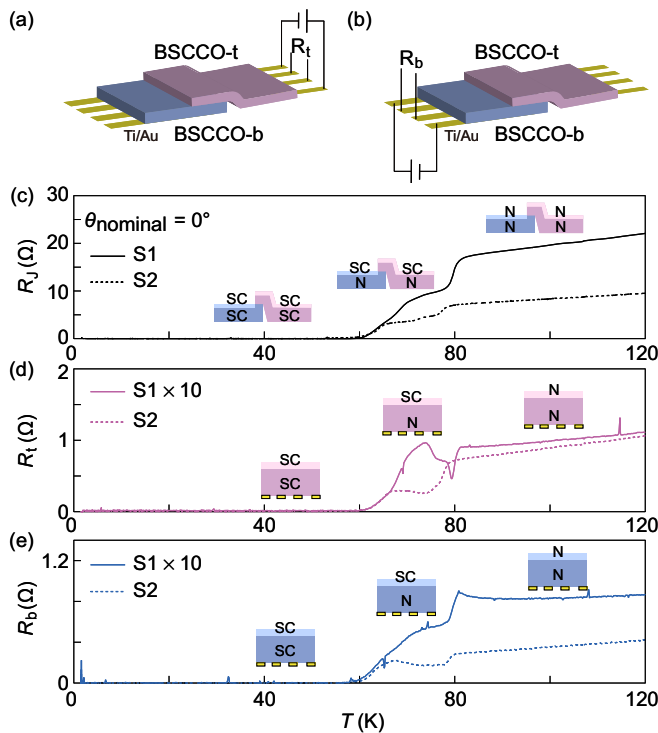 (a)
BSCCO-t
R_t
Ti/Au
BSCCO-b
(b)
BSCCO-t
R_b
Ti/Au
BSCCO-b
(c)
θnominal = 0°
S1
S2
R_J (Ω)
30
20
10
0
SC SC
SC SC
SC SC
N N
N N
N N
0 40 80 120
(d)
S1 × 10
S2
R_t (Ω)
2
1
0
SC
SC
SC
N
N
N
0 40 80 120
(e)
S1 × 10
S2
R_b (Ω)
1.2
0
SC
SC
SC
N
N
N
0 40 80 120
T (K)